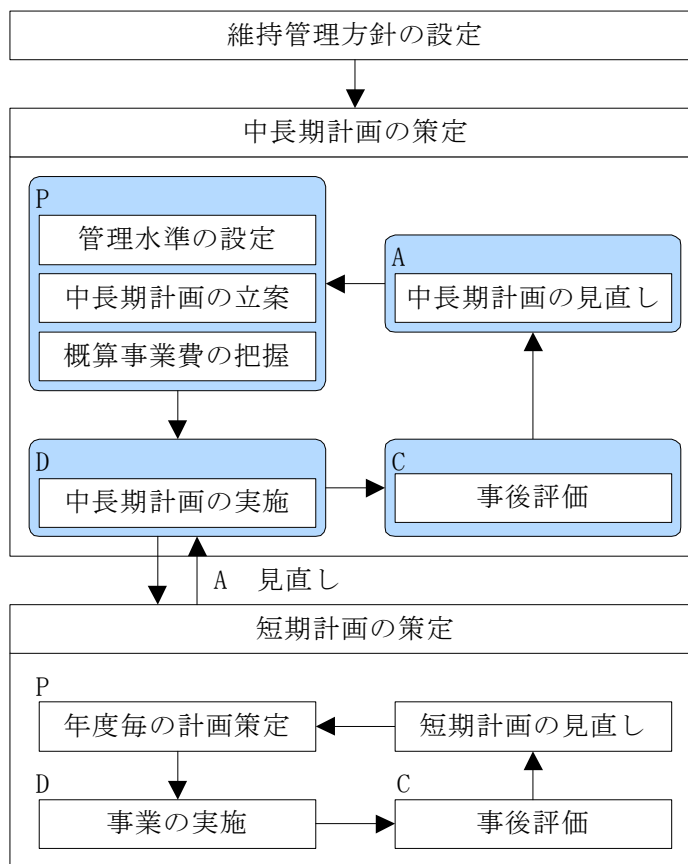 維持管理方針の設定
中長期計画の策定
P
管理水準の設定
中長期計画の立案
概算事業費の把握
A
中長期計画の見直し
D
中長期計画の実施
C
事後評価
A 見直し
短期計画の策定
P
年度毎の計画策定
短期計画の見直し
D
事業の実施
C
事後評価